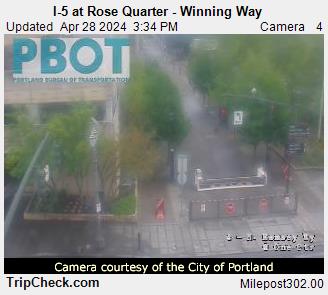 I-5 at Rose Quarter - Winning Way
Updated Apr 28 2024 3:34 PM Camera 4
PBOT
PORTLAND BUREAU OF TRANSPORTATION
Camera courtesy of the City of Portland
TripCheck.com Milepost302.00